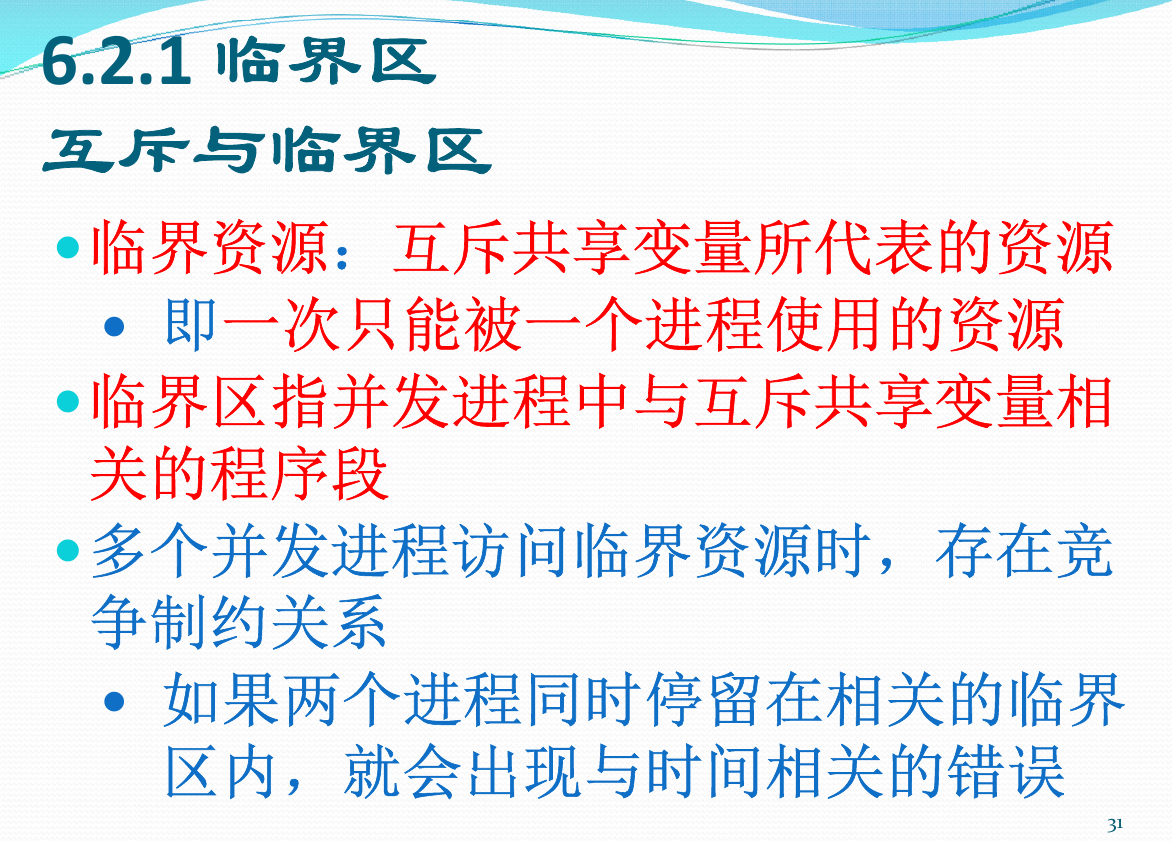 6.2.1 临界区
互斥与临界区
•临界资源：互斥共享变量所代表的资源
• 即一次只能被一个进程使用的资源
•临界区指并发进程中与互斥共享变量相
关的程序段
•多个并发进程访问临界资源时，存在竞
争制约关系
• 如果两个进程同时停留在相关的临界
区内，就会出现与时间相关的错误
31